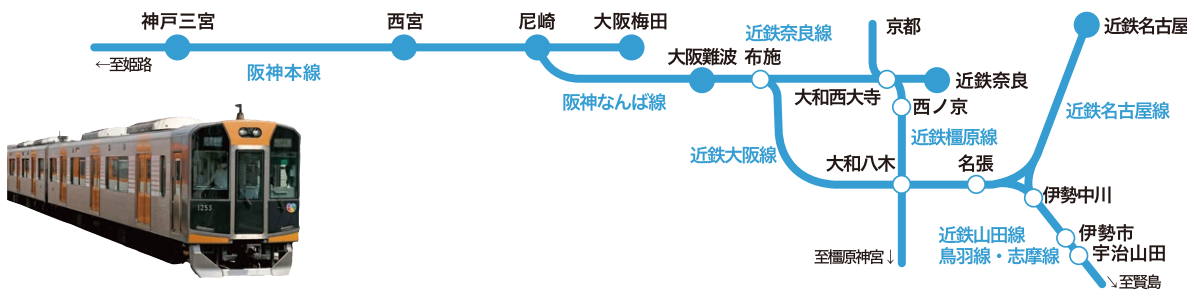 神戸三宮
西宮
尼崎
大阪梅田
←至姫路
阪神本線
大阪難波
布施
近鉄奈良線
京都
近鉄名古屋
阪神なんば線
大和西大寺
近鉄奈良
西ノ京
近鉄名古屋線
近鉄大阪線
近鉄橿原線
大和八木
名張
伊勢中川
近鉄山田線
鳥羽線・志摩線
伊勢市
宇治山田
至橿原神宮↓
↘至賢島
1253